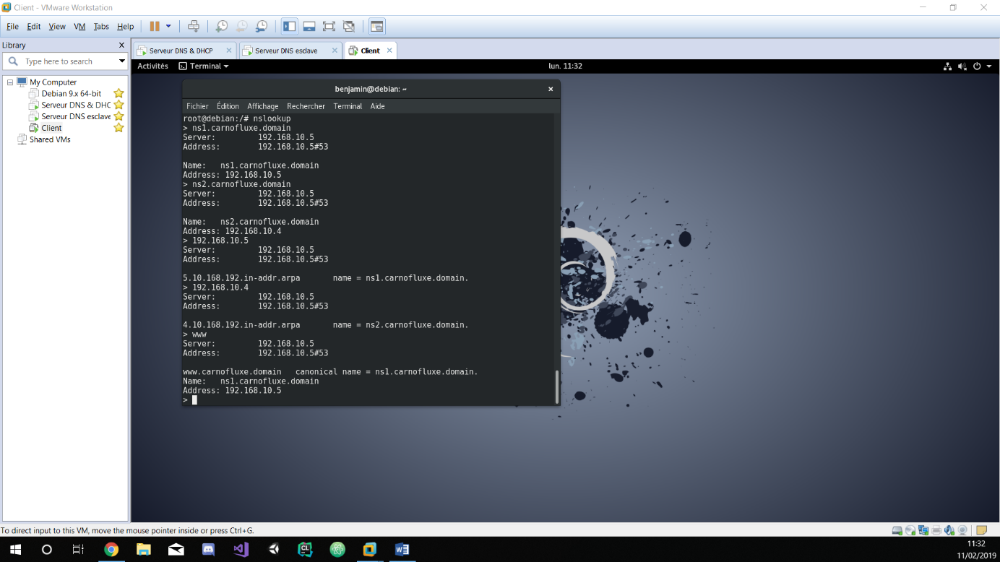 Client - VMware Workstation
File Edit View VM Tabs Help
Library x
Type here to search
My Computer
Debian 9.x 64-bit
Serveur DNS & DHC
Serveur DNS esclave
Client
Shared VMs
Serveur DNS & DHCP × Serveur DNS esclave × Client ×
Activités Terminal lun. 11:32
benjamin@debian: ~ ×
Fichier Édition Affichage Rechercher Terminal Aide
root@debian:/# nslookup
> ns1.carnofluxe.domain
Server: 192.168.10.5
Address: 192.168.10.5#53
Name: ns1.carnofluxe.domain
Address: 192.168.10.5
> ns2.carnofluxe.domain
Server: 192.168.10.5
Address: 192.168.10.5#53
Name: ns2.carnofluxe.domain
Address: 192.168.10.4
> 192.168.10.5
Server: 192.168.10.5
Address: 192.168.10.5#53
5.10.168.192.in-addr.arpa name = ns1.carnofluxe.domain.
> 192.168.10.4
Server: 192.168.10.5
Address: 192.168.10.5#53
4.10.168.192.in-addr.arpa name = ns2.carnofluxe.domain.
> www
Server: 192.168.10.5
Address: 192.168.10.5#53
www.carnofluxe.domain canonical name = ns1.carnofluxe.domain.
Name: ns1.carnofluxe.domain
Address: 192.168.10.5
>
To direct input to this VM, move the mouse pointer inside or press Ctrl+G.
CL
W
11:32
11/02/2019